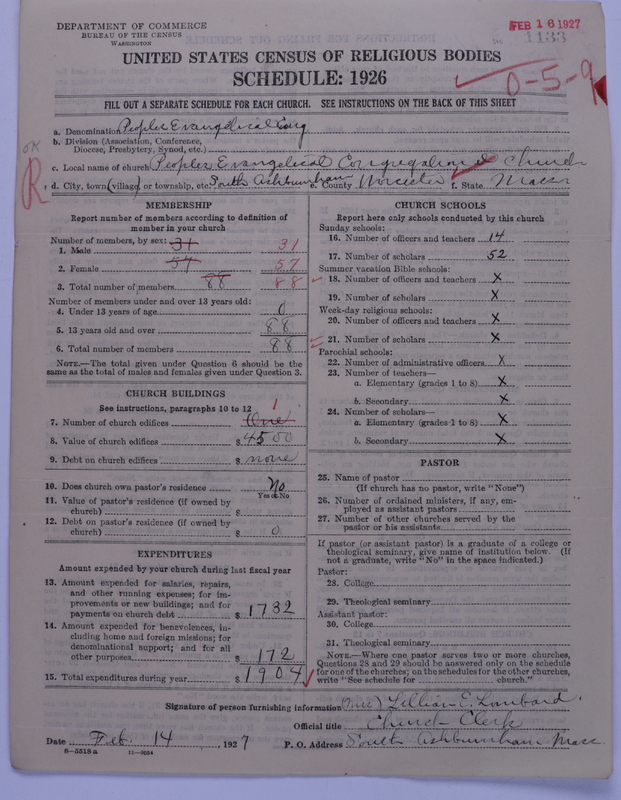 DEPARTMENT OF COMMERCE
BUREAU OF THE CENSUS
WASHINGTON
FEB 16 1927
1133
UNITED STATES CENSUS OF RELIGIOUS BODIES
SCHEDULE: 1926
0-5-9
FILL OUT A SEPARATE SCHEDULE FOR EACH CHURCH. SEE INSTRUCTIONS ON THE BACK OF THIS SHEET
a. Denomination Peoples Evangelical Cong
b. Division (Association, Conference,
Diocese, Presbytery, Synod, etc.)
OK
c. Local name of church Peoples Evangelical Congregational Church
R
d. City, town (village) or township, etc. South Ashburnham e. County Worcester f. State Mass
MEMBERSHIP
Report number of members according to definition of
member in your church
Number of members, by sex: 31
1. Male 31
2. Female 57 57
3. Total number of members 88 88
Number of members under and over 13 years old:
4. Under 13 years of age 0
5. 13 years old and over 88
6. Total number of members 88
NOTE.—The total given under Question 6 should be the
same as the total of males and females given under Question 3.
CHURCH BUILDINGS
See instructions, paragraphs 10 to 12
7. Number of church edifices One 1
8. Value of church edifices $4500
9. Debt on church edifices $ none
10. Does church own pastor's residence No
Yes or No
11. Value of pastor's residence (if owned by
church) $
12. Debt on pastor's residence (if owned by
church) $ 0
EXPENDITURES
Amount expended by your church during last fiscal year
13. Amount expended for salaries, repairs,
and other running expenses; for im-
provements or new buildings; and for
payments on church debt $ 1732
14. Amount expended for benevolences, in-
cluding home and foreign missions; for
denominational support; and for all
other purposes $ 172
15. Total expenditures during year $ 1904
CHURCH SCHOOLS
Report here only schools conducted by this church
Sunday schools:
16. Number of officers and teachers 14
17. Number of scholars 52
Summer vacation Bible schools:
18. Number of officers and teachers X
19. Number of scholars X
Week-day religious schools:
20. Number of officers and teachers X
21. Number of scholars X
Parochial schools:
22. Number of administrative officers X
23. Number of teachers—
a. Elementary (grades 1 to 8) X
b. Secondary X
24. Number of scholars—
a. Elementary (grades 1 to 8) X
b. Secondary X
PASTOR
25. Name of pastor
(If church has no pastor, write "None")
26. Number of ordained ministers, if any, em-
ployed as assistant pastors
27. Number of other churches served by the
pastor or his assistants
If pastor (or assistant pastor) is a graduate of a college or
theological seminary, give name of institution below. (If
not a graduate, write "No" in the space indicated.)
Pastor:
28. College
29. Theological seminary
Assistant pastor:
30. College
31. Theological seminary
NOTE.—Where one pastor serves two or more churches,
Questions 28 and 29 should be answered only on the schedule
for one of the churches; on the schedules for the other churches,
write "See schedule for church."
Signature of person furnishing information Lillian E. Lombard
Official title Church Clerk
Date Feb. 14, 1927 P. O. Address South Ashburnham Mass
8-5518 a 11-9034